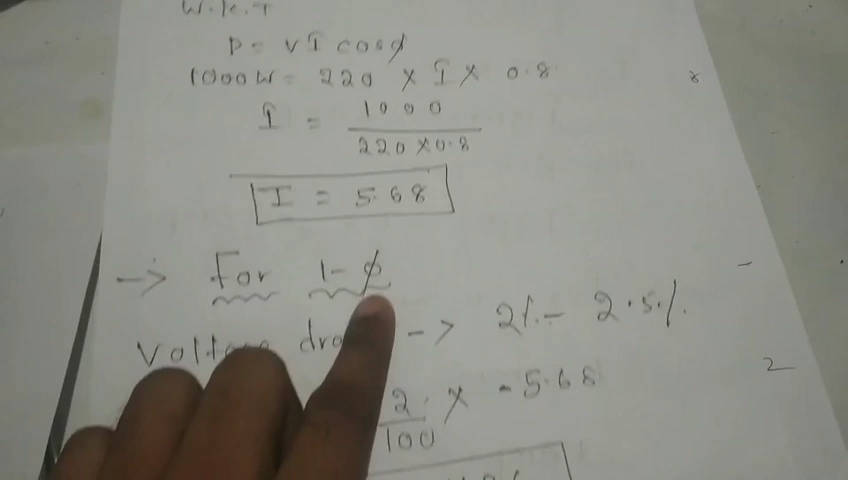 W.K.T
P = VI cosϕ
1000W = 220 × I × 0.8
I = 1000
220×0.8
I = 5.68
-> For 1-ϕ
-> 2% - 2.5%
2
100
× - 5.68
2